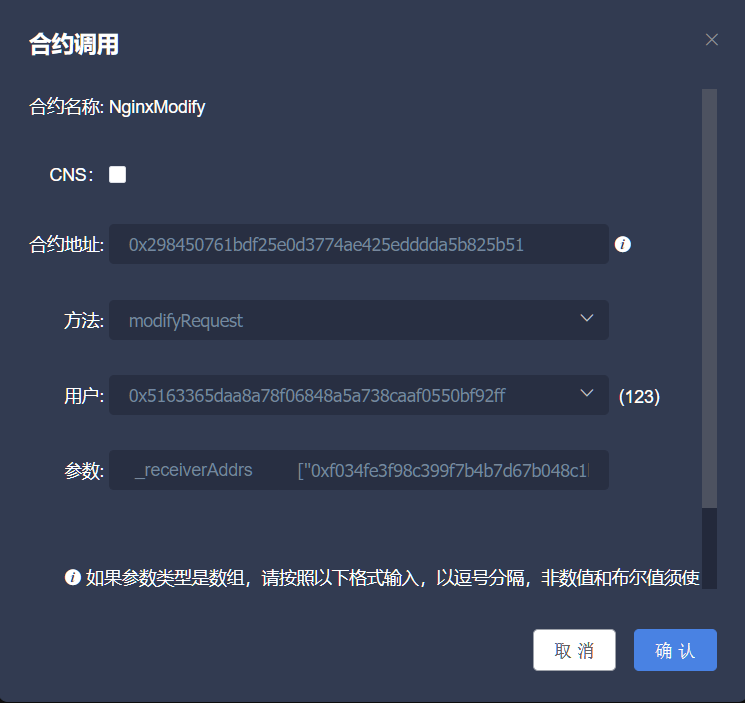 合约调用
合约名称: NginxModify
CNS:
合约地址: 0x298450761bdf25e0d3774ae425edddda5b825b51
方法: modifyRequest
用户: 0x5163365daa8a78f06848a5a738caaf0550bf92ff (123)
参数: _receiverAddrs ["0xf034fe3f98c399f7b4b7d67b048c1
如果参数类型是数组，请按照以下格式输入，以逗号分隔，非数值和布尔值须使
取 消 确 认